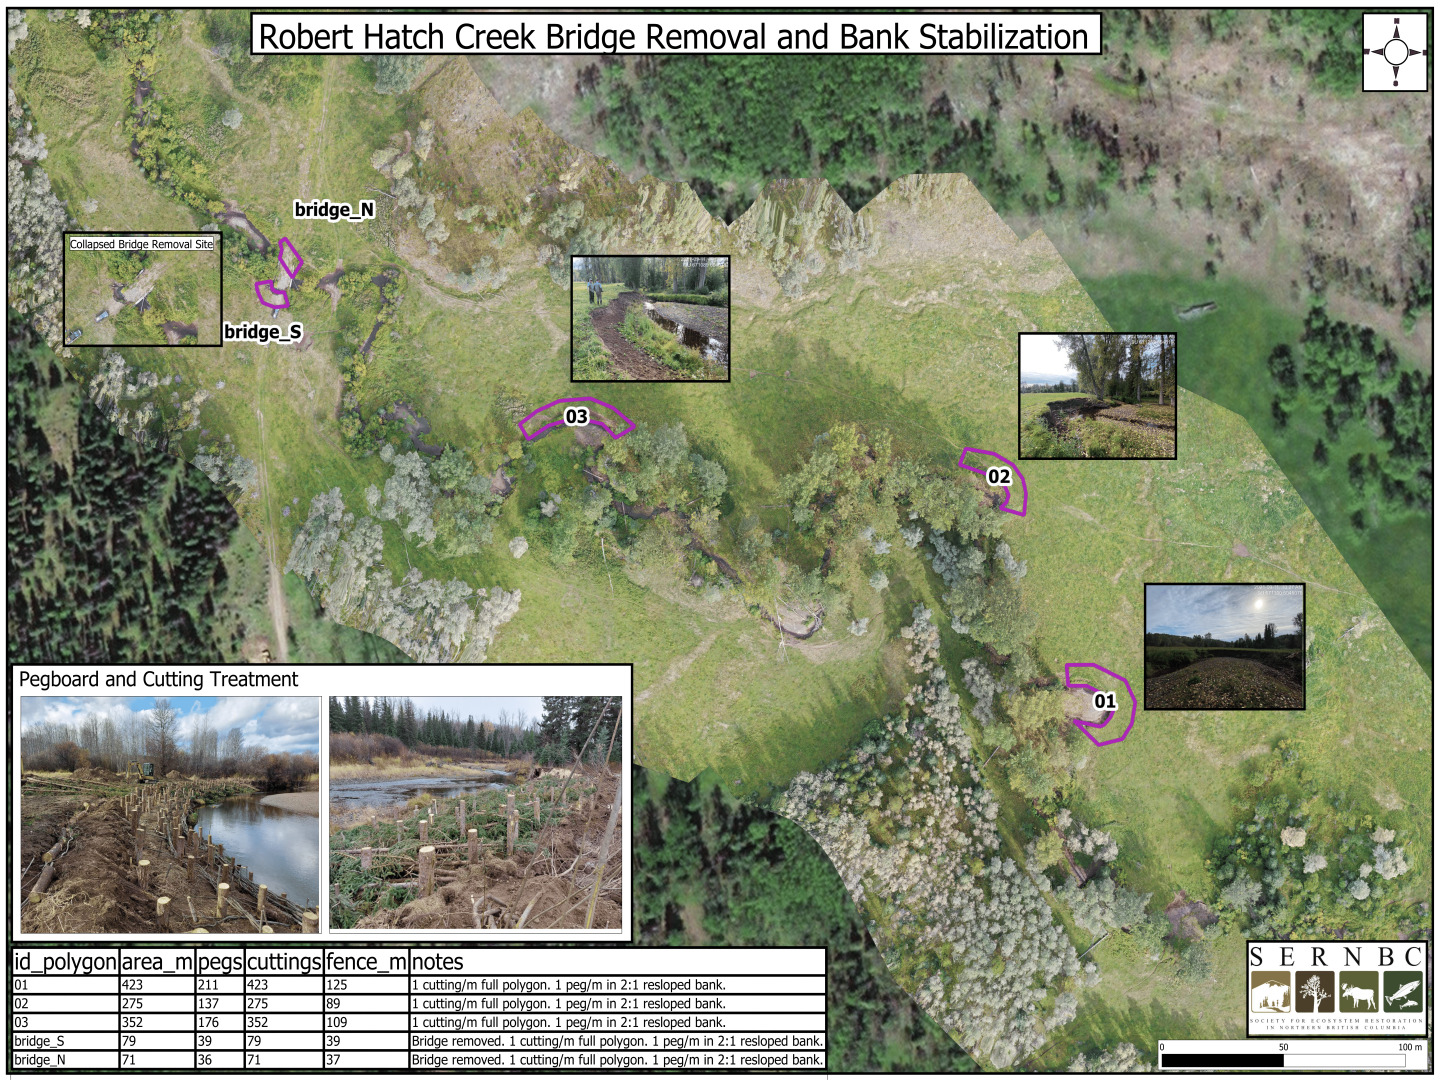 Robert Hatch Creek Bridge Removal and Bank Stabilization
bridge_N
Collapsed Bridge Removal Site
bridge_S
03
02
01
Pegboard and Cutting Treatment
id_polygon area_m pegs cuttings fence_m notes
01 423 211 423 125 1 cutting/m full polygon. 1 peg/m in 2:1 resloped bank.
02 275 137 275 89 1 cutting/m full polygon. 1 peg/m in 2:1 resloped bank.
03 352 176 352 109 1 cutting/m full polygon. 1 peg/m in 2:1 resloped bank.
bridge_S 79 39 79 39 Bridge removed. 1 cutting/m full polygon. 1 peg/m in 2:1 resloped bank.
bridge_N 71 36 71 37 Bridge removed. 1 cutting/m full polygon. 1 peg/m in 2:1 resloped bank.
SERNBC
SOCIETY FOR ECOSYSTEM RESTORATION
IN NORTHERN BRITISH COLUMBIA
0 50 100 m